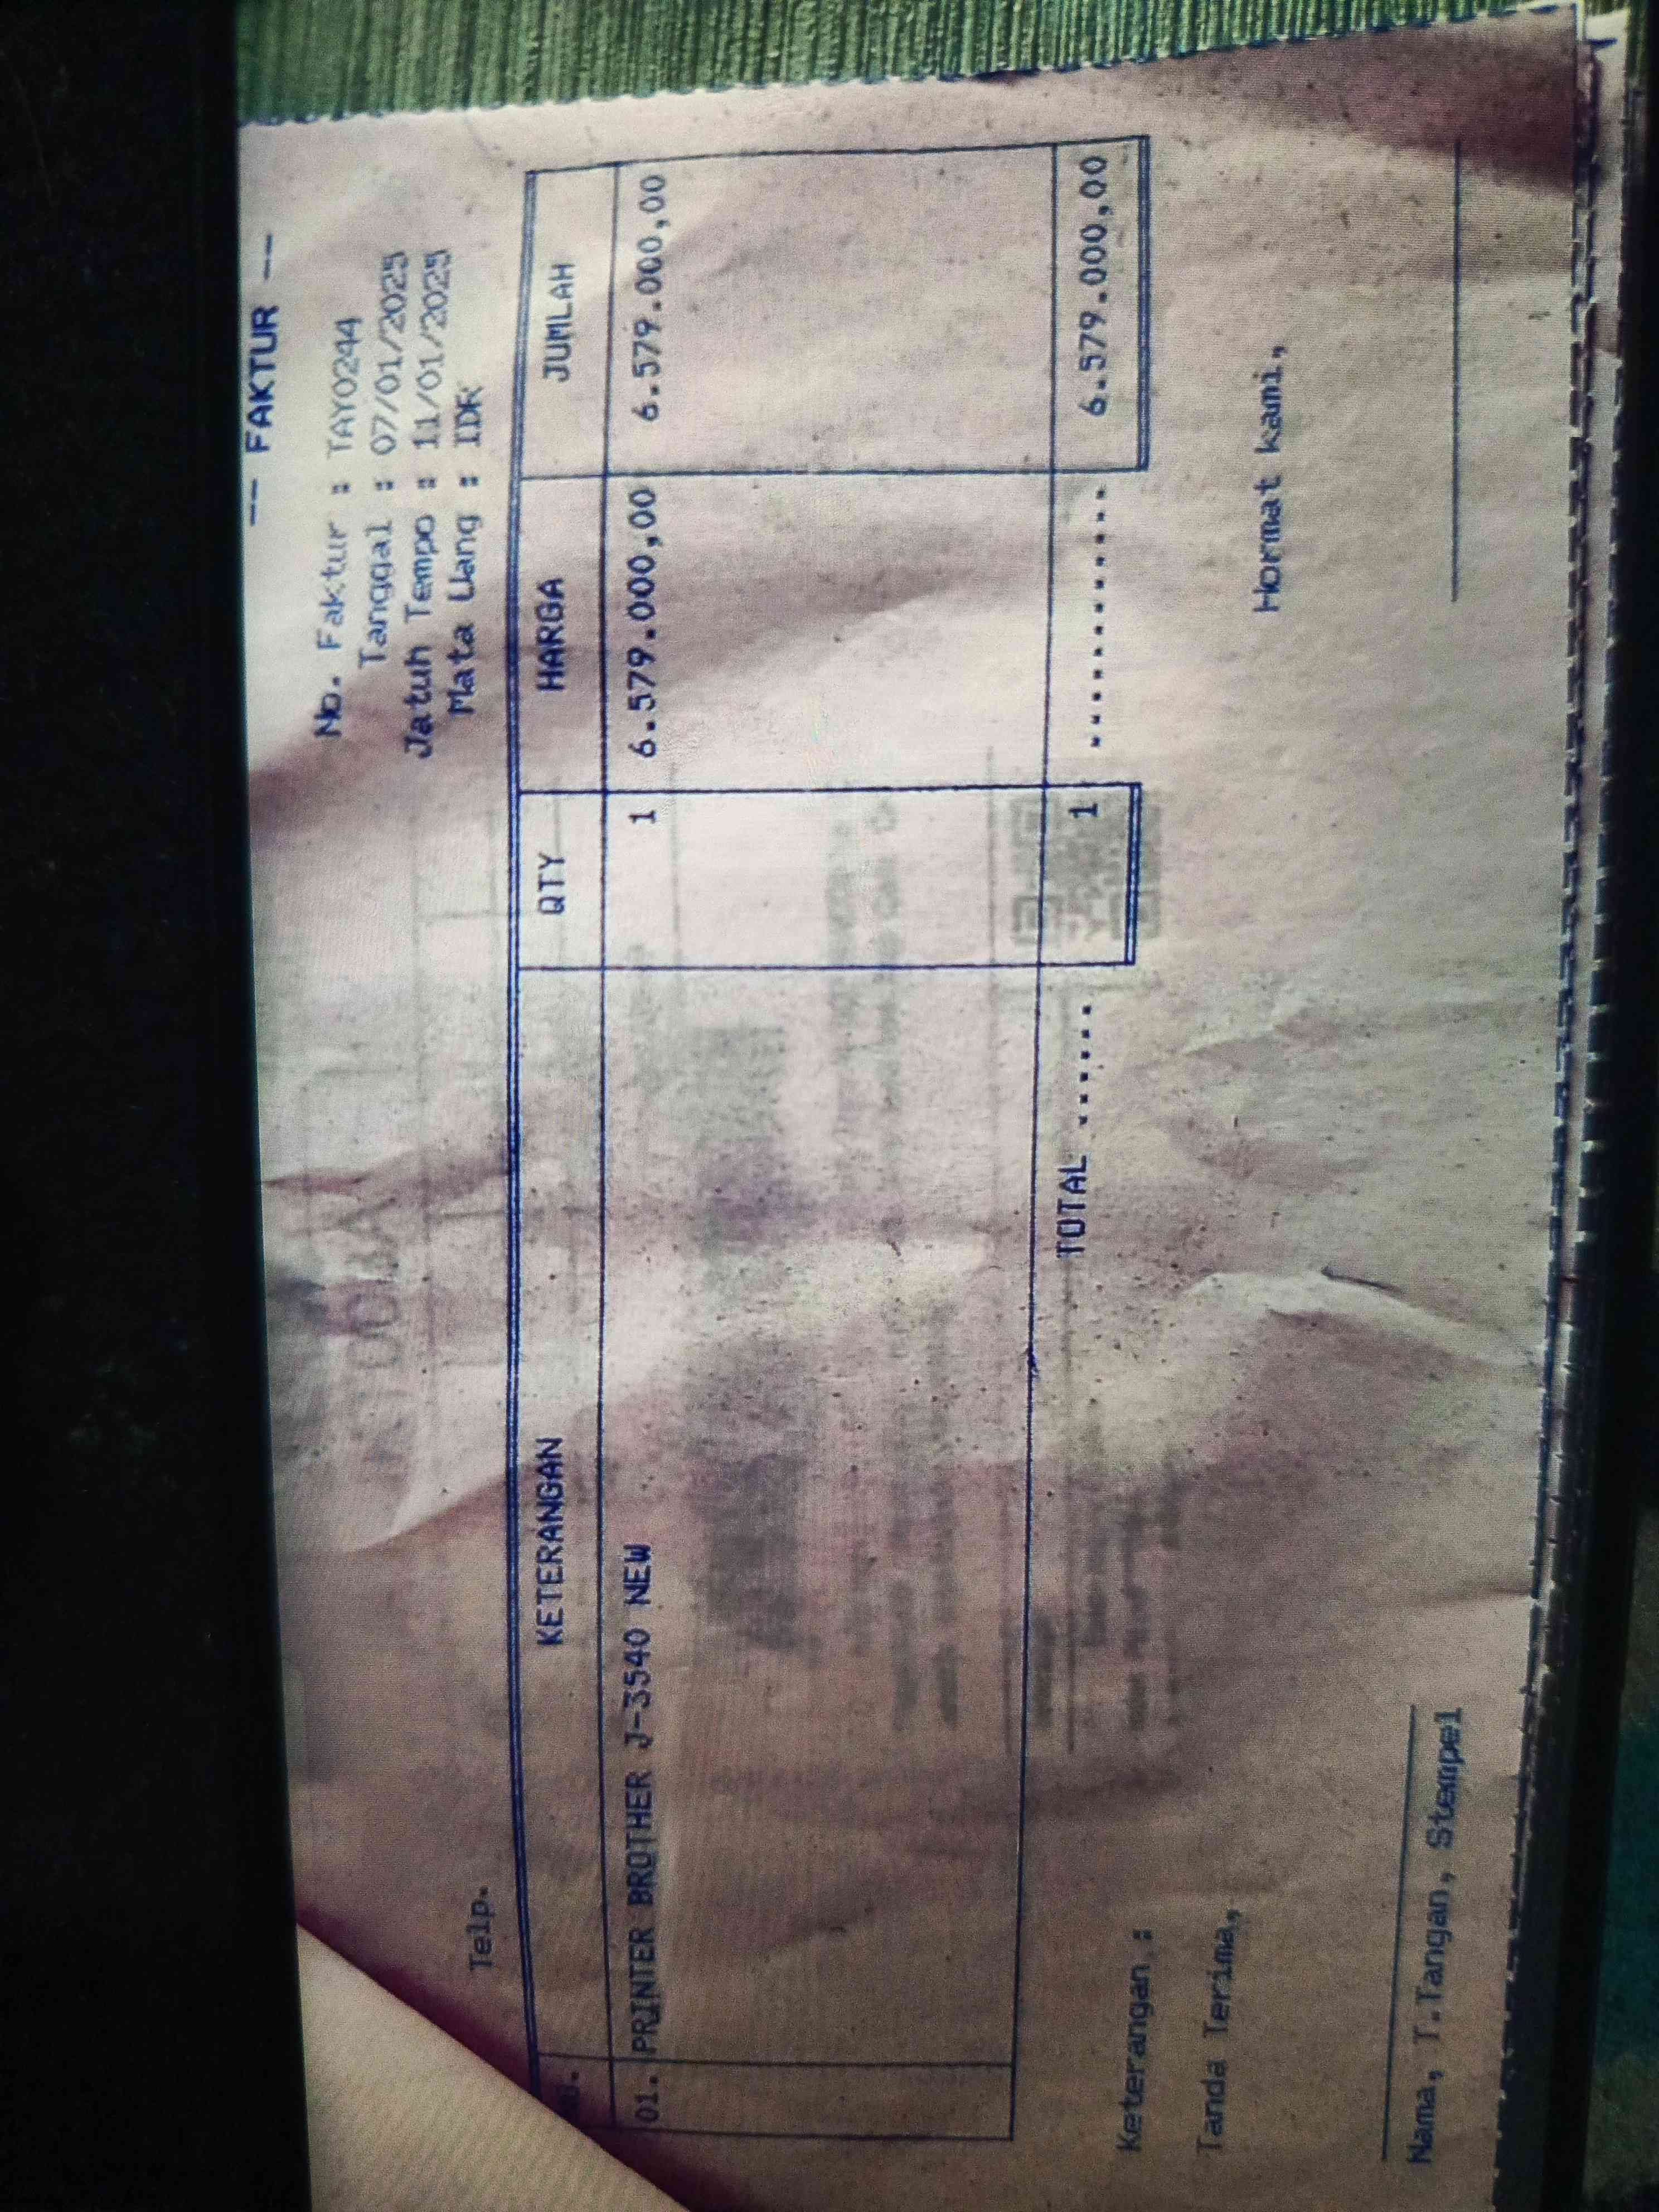 -- FAKTUR --
No. Faktur : TAY0244
Tanggal : 07/01/2025
Jatuh Tempo : 11/01/2025
Mata Uang : IDR
Telp.
KETERANGAN QTY HARGA JUMLAH
01. PRINTER BROTHER J-3540 NEW 1 6.579.000,00 6.579.000,00
TOTAL ...... 1 .............. 6.579.000,00
Keterangan :
Tanda Terima, Hormat kami,
Nama, T.Tangan, Stempel